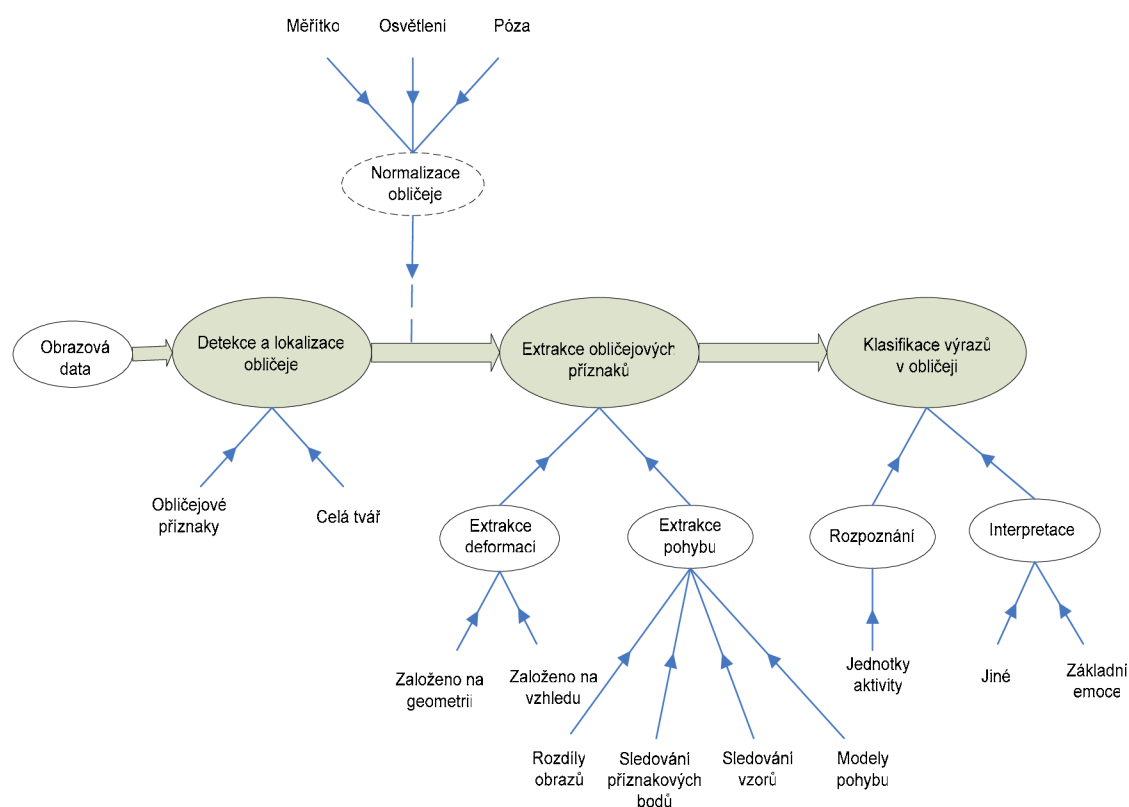 Měřítko
Osvětlení
Póza
Normalizace
obličeje
Obrazová
data
Detekce a lokalizace
obličeje
Extrakce obličejových
příznaků
Klasifikace výrazů
v obličeji
Obličejové
příznaky
Celá tvář
Extrakce
deformací
Extrakce
pohybu
Rozpoznání
Interpretace
Založeno na
geometrii
Založeno na
vzhledu
Jednotky
aktivity
Jiné
Základní
emoce
Rozdíly
obrazů
Sledování
příznakových
bodů
Sledování
vzorů
Modely
pohybu